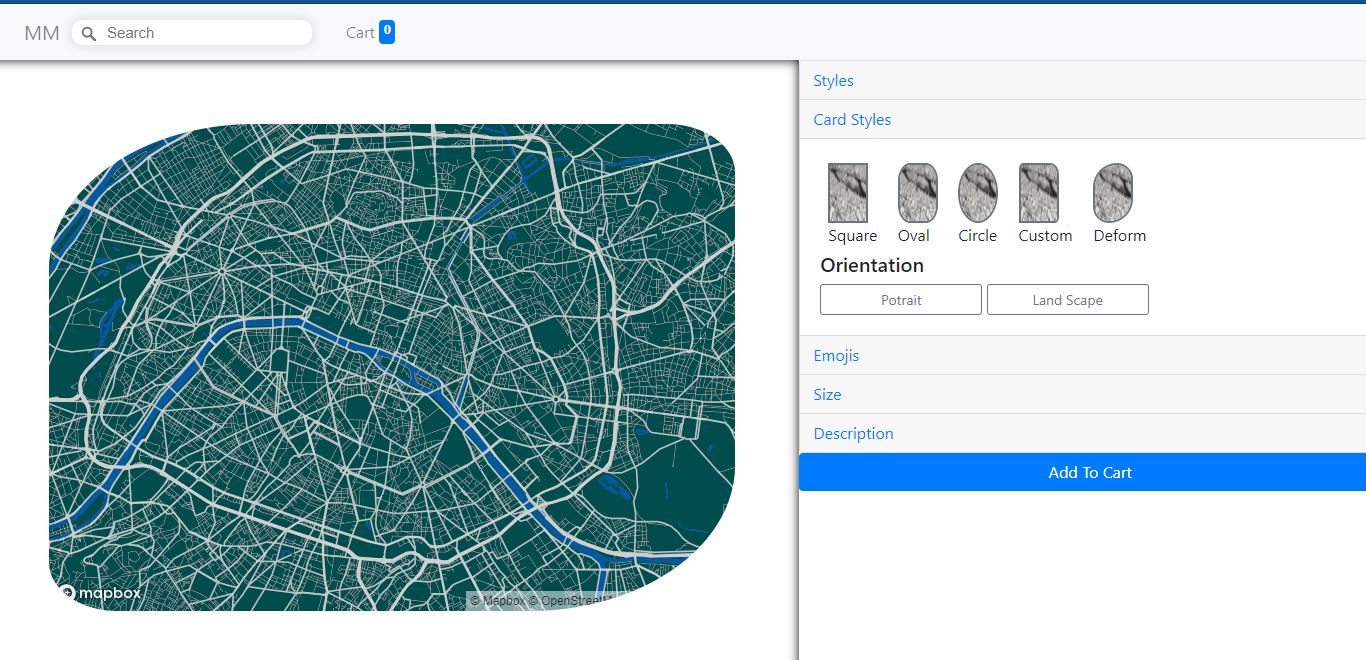 MM Search Cart 0
Styles
Card Styles
Square Oval Circle Custom Deform
Orientation
Potrait Land Scape
Emojis
Size
Description
Add To Cart
mapbox
© Mapbox © OpenStreetM